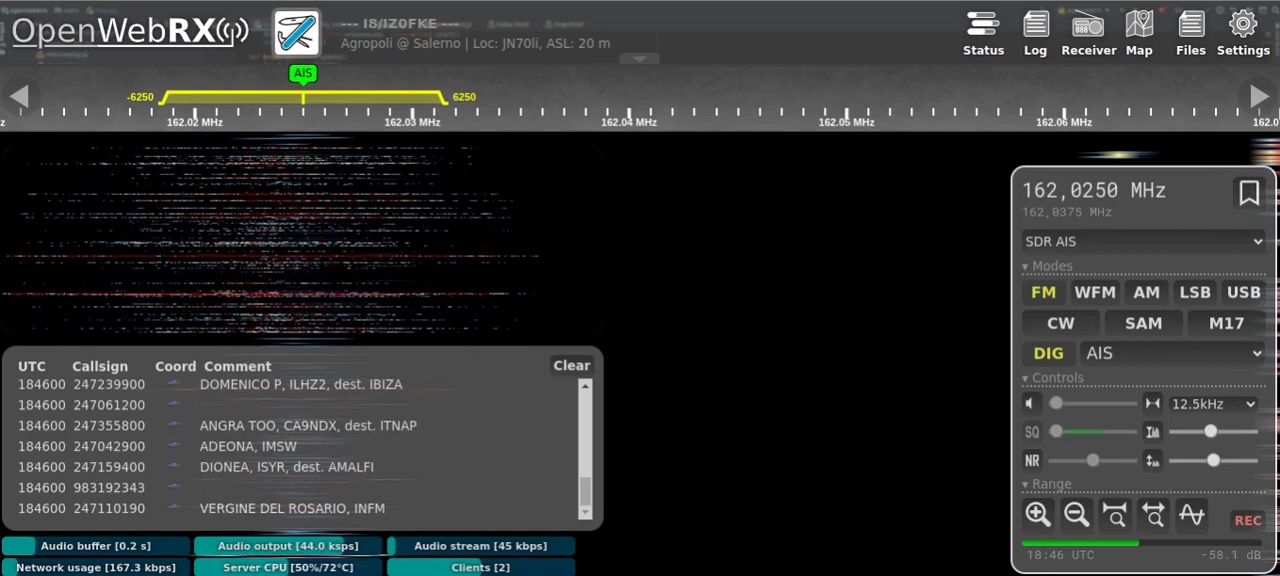 OpenWebRX
--- I8/IZ0FKE ---
Agropoli @ Salerno | Loc: JN70li, ASL: 20 m
Status Log Receiver Map Files Settings
AIS
-6250 6250
z 162.02 MHz 162.03 MHz 162.04 MHz 162.05 MHz 162.06 MHz 162.0
162,0250 MHz
162,0375 MHz
SDR AIS
▾ Modes
FM WFM AM LSB USB
CW SAM M17
DIG AIS
▾ Controls
12.5kHz
SQ
NR
▾ Range
REC
18:46 UTC -58.1 dB
UTC Callsign Coord Comment Clear
184600 247239900 DOMENICO P, ILHZ2, dest. IBIZA
184600 247061200
184600 247355800 ANGRA TOO, CA9NDX, dest. ITNAP
184600 247042900 ADEONA, IMSW
184600 247159400 DIONEA, ISYR, dest. AMALFI
184600 983192343
184600 247110190 VERGINE DEL ROSARIO, INFM
Audio buffer [0.2 s] Audio output [44.0 ksps] Audio stream [45 kbps]
Network usage [167.3 kbps] Server CPU [50%/72°C] Clients [2]